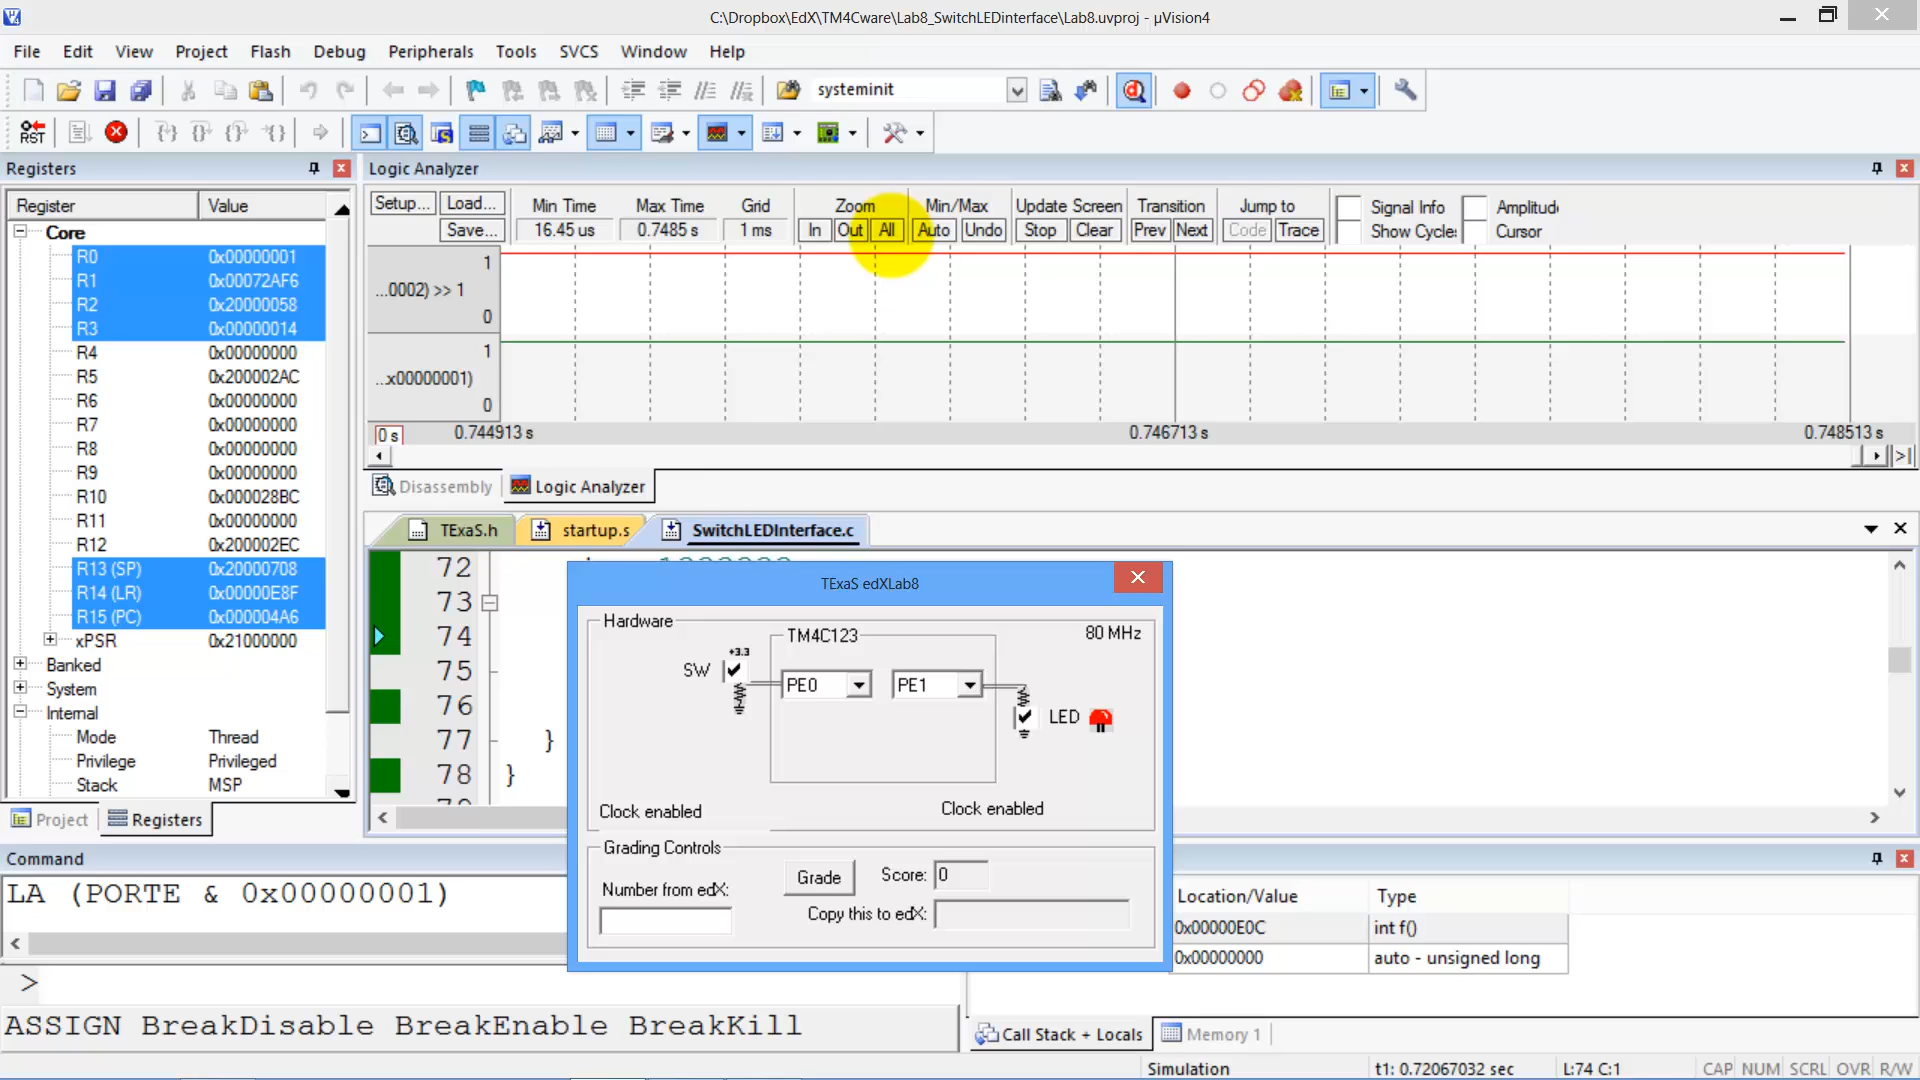 C:\Dropbox\EdX\TM4Cware\Lab8_SwitchLEDinterface\Lab8.uvproj - µVision4
File Edit View Project Flash Debug Peripherals Tools SVCS Window Help
systeminit
RST
Registers
Register Value
Core
R0 0x00000001
R1 0x00072AF6
R2 0x20000058
R3 0x00000014
R4 0x00000000
R5 0x200002AC
R6 0x00000000
R7 0x00000000
R8 0x00000000
R9 0x00000000
R10 0x000028BC
R11 0x00000000
R12 0x200002EC
R13 (SP) 0x20000708
R14 (LR) 0x00000E8F
R15 (PC) 0x000004A6
xPSR 0x21000000
Banked
System
Internal
Mode Thread
Privilege Privileged
Stack MSP
Project Registers
Logic Analyzer
Setup... Load... Min Time Max Time Grid Zoom Min/Max Update Screen Transition Jump to Signal Info Amplitud
Save... 16.45 us 0.7485 s 1 ms In Out All Auto Undo Stop Clear Prev Next Code Trace Show Cycle Cursor
1
...0002) >> 1
0
1
...x00000001)
0
0 s 0.744913 s 0.746713 s 0.748513 s
Disassembly Logic Analyzer
TExaS.h startup.s SwitchLEDInterface.c
72
73
74
75
76
77 }
78 }
TExaS edXLab8
Hardware
TM4C123
80 MHz
+3.3
SW
PE0 PE1
LED
Clock enabled Clock enabled
Grading Controls
Number from edX:
Grade Score: 0
Copy this to edX:
Command
LA (PORTE & 0x00000001)
>
ASSIGN BreakDisable BreakEnable BreakKill
Location/Value Type
0x00000E0C int f()
0x00000000 auto - unsigned long
Call Stack + Locals Memory 1
Simulation t1: 0.72067032 sec L:74 C:1 CAP NUM SCRL OVR R/W